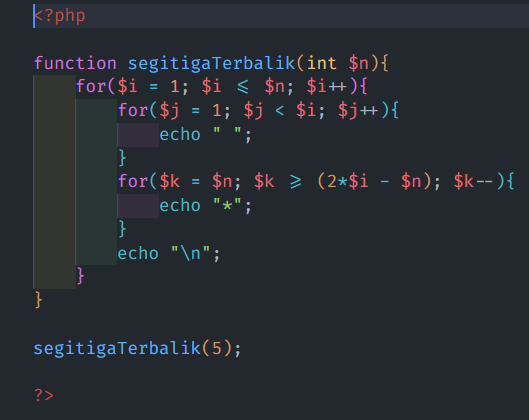 <?php

function segitigaTerbalik(int $n){
    for($i = 1; $i <= $n; $i++){
        for($j = 1; $j < $i; $j++){
            echo " ";
        }
        for($k = $n; $k >= (2*$i - $n); $k--){
            echo "*";
        }
        echo "\n";
    }
}

segitigaTerbalik(5);

?>